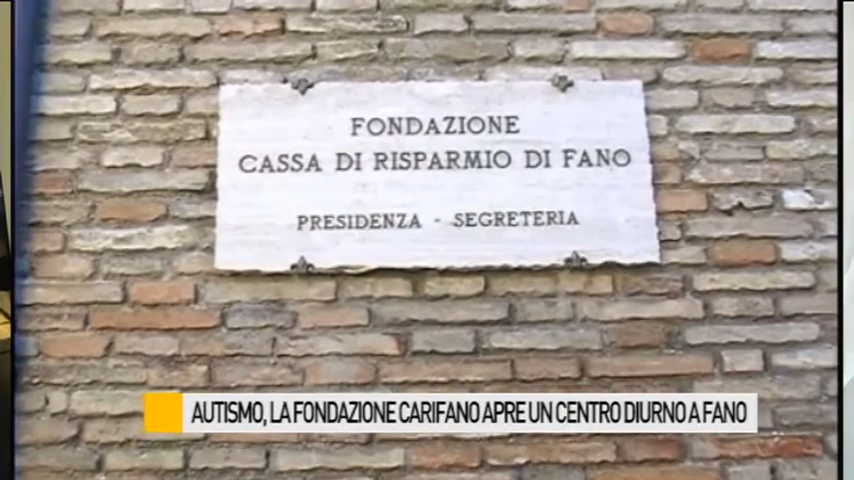 FONDAZIONE
CASSA DI RISPARMIO DI FANO
PRESIDENZA - SEGRETERIA
AUTISMO, LA FONDAZIONE CARIFANO APRE UN CENTRO DIURNO A FANO